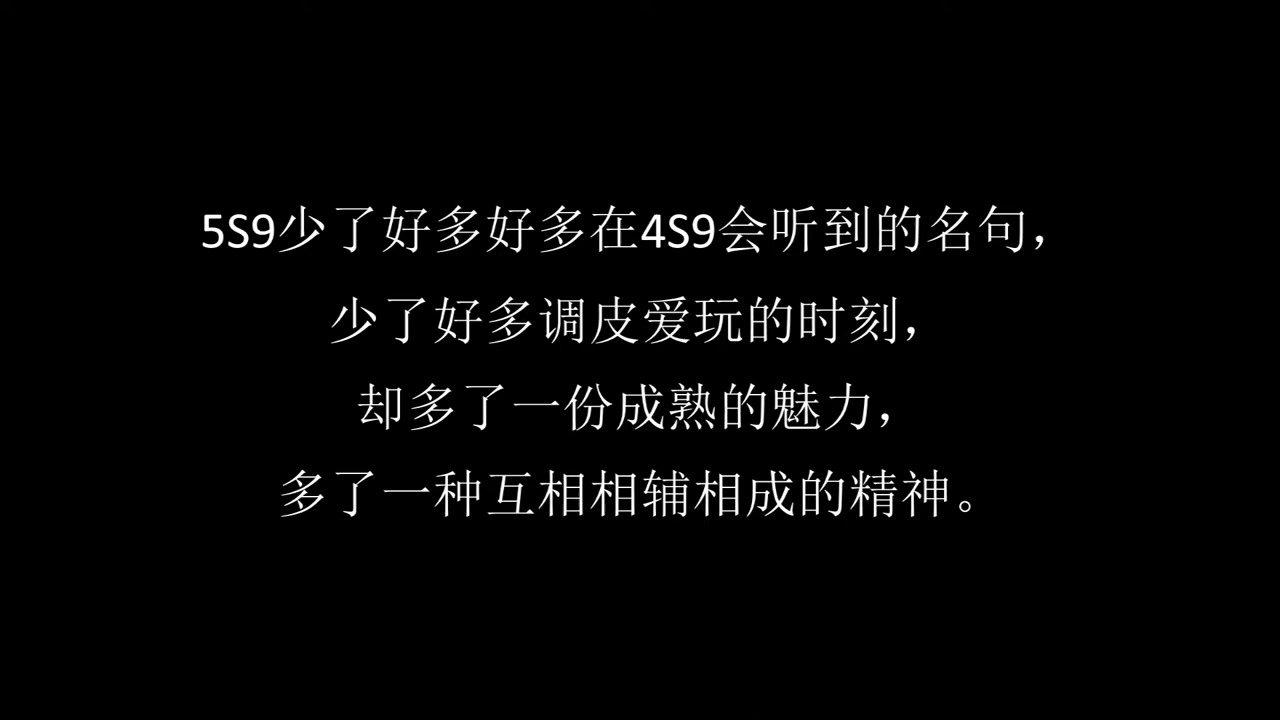 5S9少了好多好多在4S9会听到的名句，
少了好多调皮爱玩的时刻，
却多了一份成熟的魅力，
多了一种互相相辅相成的精神。